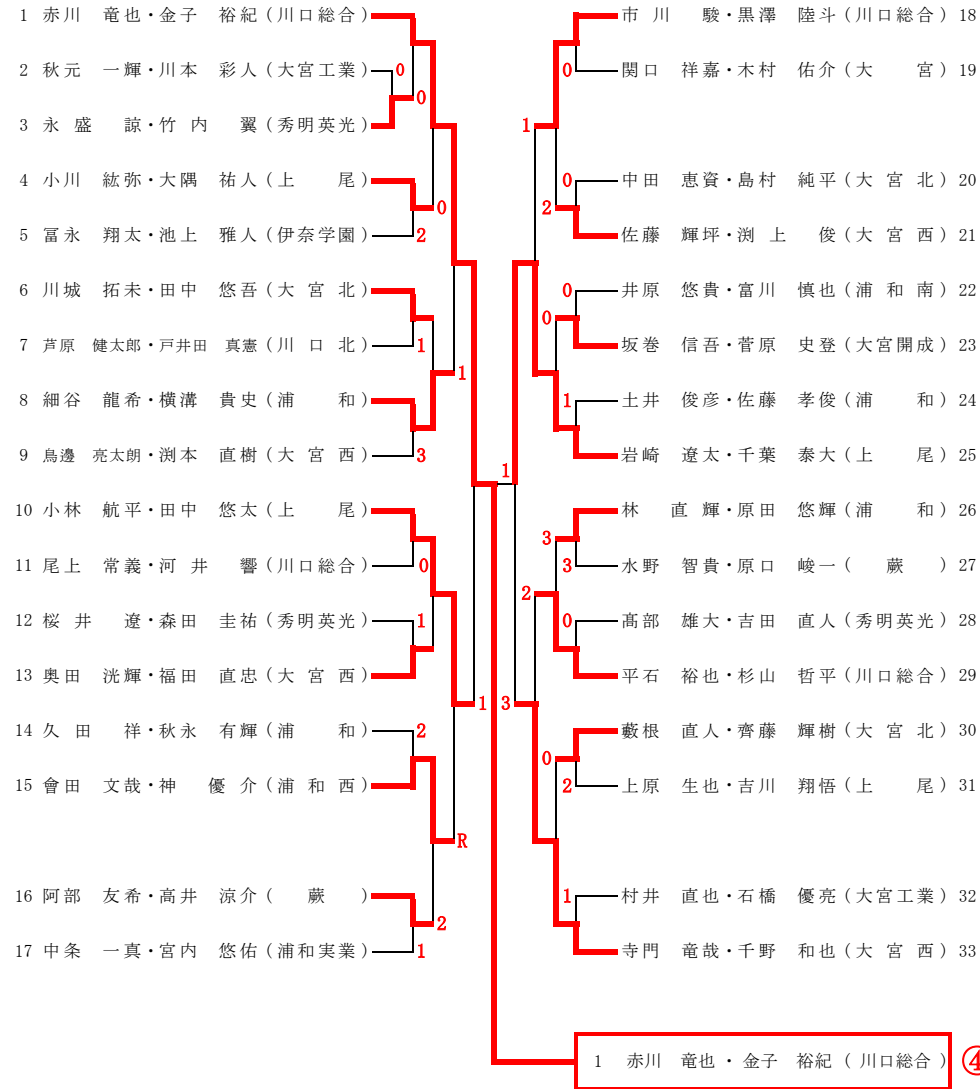 1 赤川 竜也・金子 裕紀(川口総合)
2 秋元 一輝・川本 彩人(大宮工業)
0
0
3 永盛 諒・竹内 翼(秀明英光)
4 小川 紘弥・大隅 祐人(上尾)
0
5 冨永 翔太・池上 雅人(伊奈学園)
2
6 川城 拓未・田中 悠吾(大宮北)
7 芦原 健太郎・戸井田 真憲(川口北)
1
1
8 細谷 龍希・横溝 貴史(浦和)
9 鳥邊 亮太朗・渕本 直樹(大宮西)
3
10 小林 航平・田中 悠太(上尾)
11 尾上 常義・河井 響(川口総合)
0
12 桜井 遼・森田 圭祐(秀明英光)
1
13 奥田 洸輝・福田 直忠(大宮西)
1
14 久田 祥・秋永 有輝(浦和)
2
15 會田 文哉・神 優介(浦和西)
R
16 阿部 友希・高井 涼介(蕨)
2
17 中条 一真・宮内 悠佑(浦和実業)
1
市川 駿・黒澤 陸斗(川口総合) 18
0
関口 祥嘉・木村 佑介(大宮) 19
1
0
中田 恵資・島村 純平(大宮北) 20
2
佐藤 輝坪・渕上 俊(大宮西) 21
0
井原 悠貴・富川 慎也(浦和南) 22
0
坂巻 信吾・菅原 史登(大宮開成) 23
1
土井 俊彦・佐藤 孝俊(浦和) 24
岩崎 遼太・千葉 泰大(上尾) 25
1
林 直輝・原田 悠輝(浦和) 26
3
3
水野 智貴・原口 峻一(蕨) 27
2
0
髙部 雄大・吉田 直人(秀明英光) 28
平石 裕也・杉山 哲平(川口総合) 29
3
藪根 直人・齊藤 輝樹(大宮北) 30
0
2
上原 生也・吉川 翔悟(上尾) 31
1
村井 直也・石橋 優亮(大宮工業) 32
寺門 竜哉・千野 和也(大宮西) 33
1 赤川 竜也・金子 裕紀(川口総合)
④